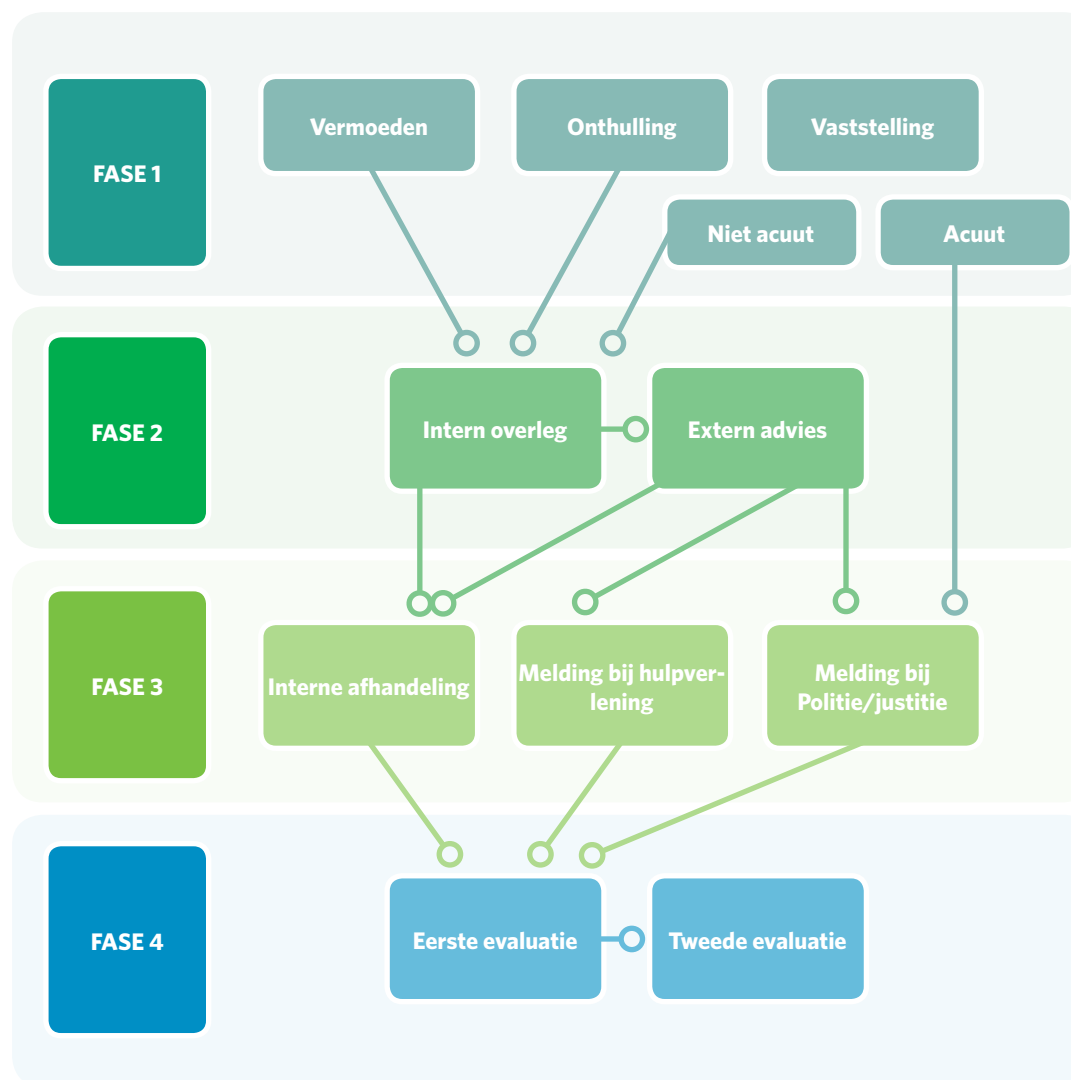 FASE 1
Vermoeden
Onthulling
Vaststelling
Niet acuut
Acuut
FASE 2
Intern overleg
Extern advies
FASE 3
Interne afhandeling
Melding bij hulpver-
lening
Melding bij
Politie/justitie
FASE 4
Eerste evaluatie
Tweede evaluatie